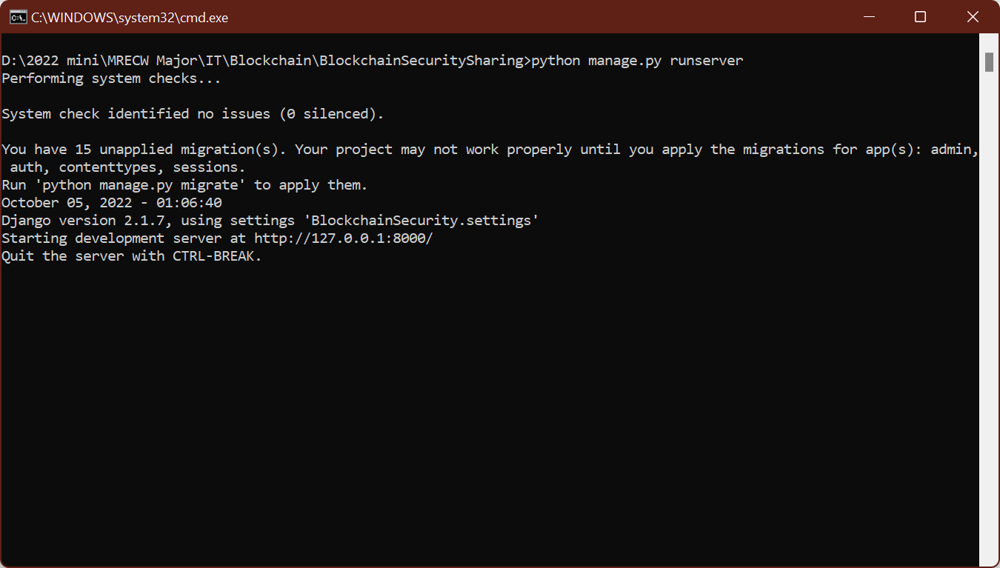 C:\WINDOWS\system32\cmd.exe
D:\2022 mini\MRECW Major\IT\Blockchain\BlockchainSecuritySharing>python manage.py runserver
Performing system checks...
System check identified no issues (0 silenced).
You have 15 unapplied migration(s). Your project may not work properly until you apply the migrations for app(s): admin,
auth, contenttypes, sessions.
Run 'python manage.py migrate' to apply them.
October 05, 2022 - 01:06:40
Django version 2.1.7, using settings 'BlockchainSecurity.settings'
Starting development server at http://127.0.0.1:8000/
Quit the server with CTRL-BREAK.